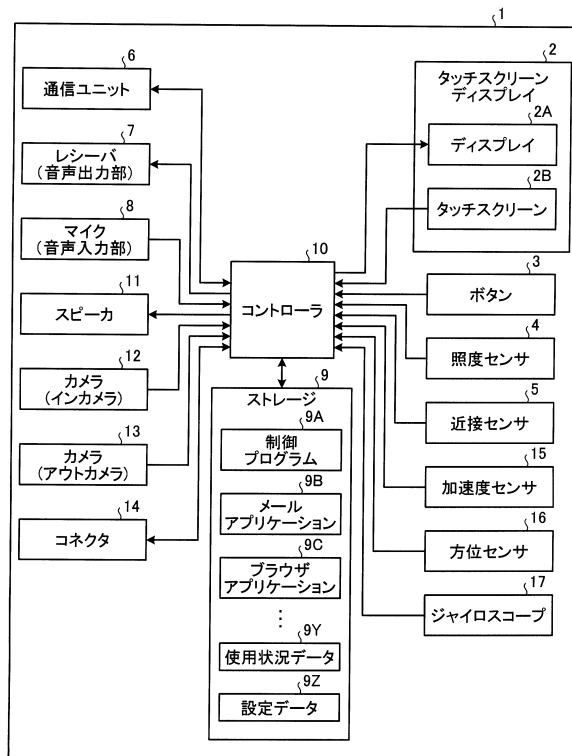 1
6
通信ユニット
7
レシーバ
(音声出力部)
8
マイク
(音声入力部)
11
スピーカ
12
カメラ
(インカメラ)
13
カメラ
(アウトカメラ)
14
コネクタ
10
コントローラ
9
ストレージ
9A
制御
プログラム
9B
メール
アプリケーション
9C
ブラウザ
アプリケーション
⋮
9Y
使用状況データ
9Z
設定データ
2
タッチスクリーン
ディスプレイ
2A
ディスプレイ
2B
タッチスクリーン
3
ボタン
4
照度センサ
5
近接センサ
15
加速度センサ
16
方位センサ
17
ジャイロスコープ